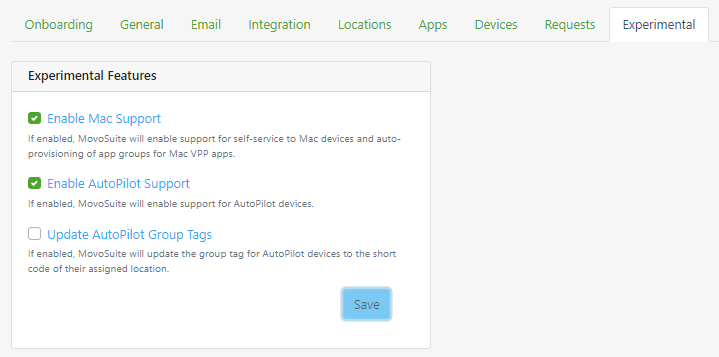 Onboarding General Email Integration Locations Apps Devices Requests Experimental
Experimental Features
Enable Mac Support
If enabled, MovoSuite will enable support for self-service to Mac devices and auto-
provisioning of app groups for Mac VPP apps.
Enable AutoPilot Support
If enabled, MovoSuite will enable support for AutoPilot devices.
Update AutoPilot Group Tags
If enabled, MovoSuite will update the group tag for AutoPilot devices to the short
code of their assigned location.
Save